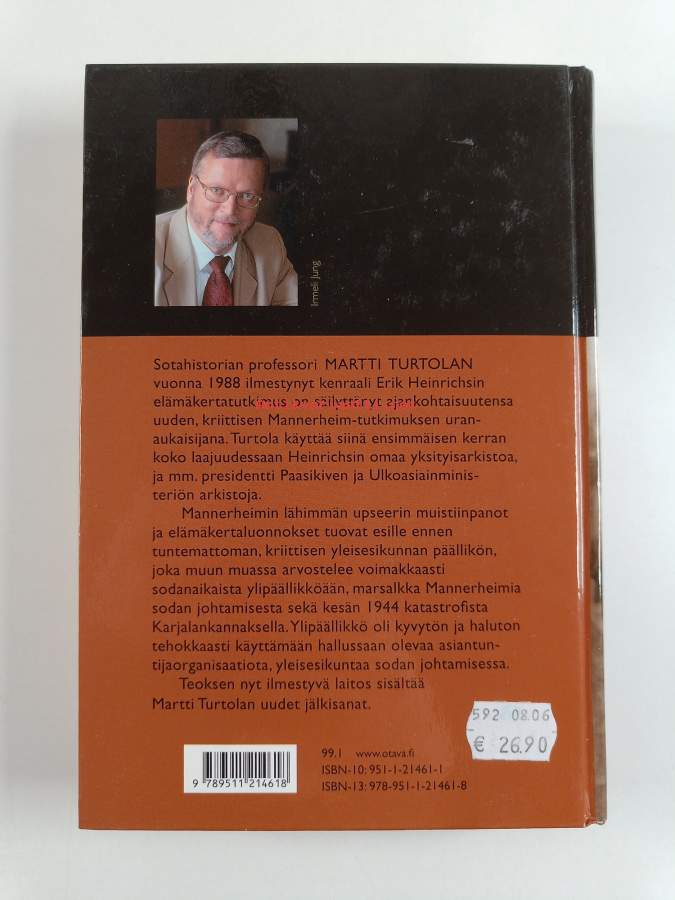 Irmeli Jung
Sotahistorian professori MARTTI TURTOLAN
vuonna 1988 ilmestynyt kenraali Erik Heinrichsin
elämäkertatutkimus on säilyttänyt ajankohtaisuutensa
uuden, kriittisen Mannerheim-tutkimuksen uran-
aukaisijana. Turtola käyttää siinä ensimmäisen kerran
koko laajuudessaan Heinrichsin omaa yksityisarkistoa,
ja mm. presidentti Paasikiven ja Ulkoasiainminis-
teriön arkistoja.
Mannerheimin lähimmän upseerin muistiinpanot
ja elämäkertaluonnokset tuovat esille ennen
tuntemattoman, kriittisen yleisesikunnan päällikön,
joka muun muassa arvostelee voimakkaasti
sodanaikaista ylipäällikköään, marsalkka Mannerheimia
sodan johtamisesta sekä kesän 1944 katastrofista
Karjalankannaksella. Ylipäällikkö oli kyvytön ja haluton
tehokkaasti käyttämään hallussaan olevaa asiantun-
tijaorganisaatiota, yleisesikuntaa sodan johtamisessa.
Teoksen nyt ilmestyvä laitos sisältää
Martti Turtolan uudet jälkisanat.
592 08.06
€ 26.90
99.1 www.otava.fi
ISBN-10: 951-1-21461-1
ISBN-13: 978-951-1-21461-8
9 789511 214618